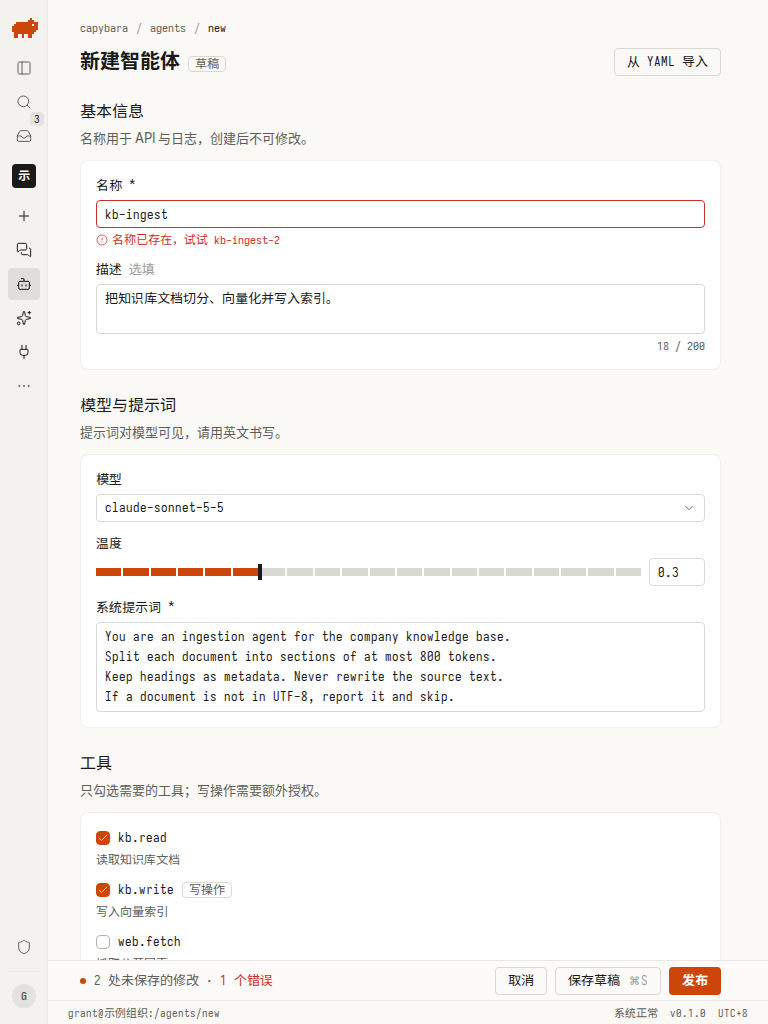 capybara / agents / new
新建智能体 草稿
从 YAML 导入
3
示
基本信息
名称用于 API 与日志，创建后不可修改。
名称 *
kb-ingest
名称已存在，试试 kb-ingest-2
描述 选填
把知识库文档切分、向量化并写入索引。
18 / 200
模型与提示词
提示词对模型可见，请用英文书写。
模型
claude-sonnet-5-5
温度
0.3
系统提示词 *
You are an ingestion agent for the company knowledge base.
Split each document into sections of at most 800 tokens.
Keep headings as metadata. Never rewrite the source text.
If a document is not in UTF-8, report it and skip.
工具
只勾选需要的工具；写操作需要额外授权。
kb.read
读取知识库文档
kb.write 写操作
写入向量索引
web.fetch
2 处未保存的修改 · 1 个错误
取消
保存草稿 ⌘S
发布
G
grant@示例组织:/agents/new
系统正常 v0.1.0 UTC+8